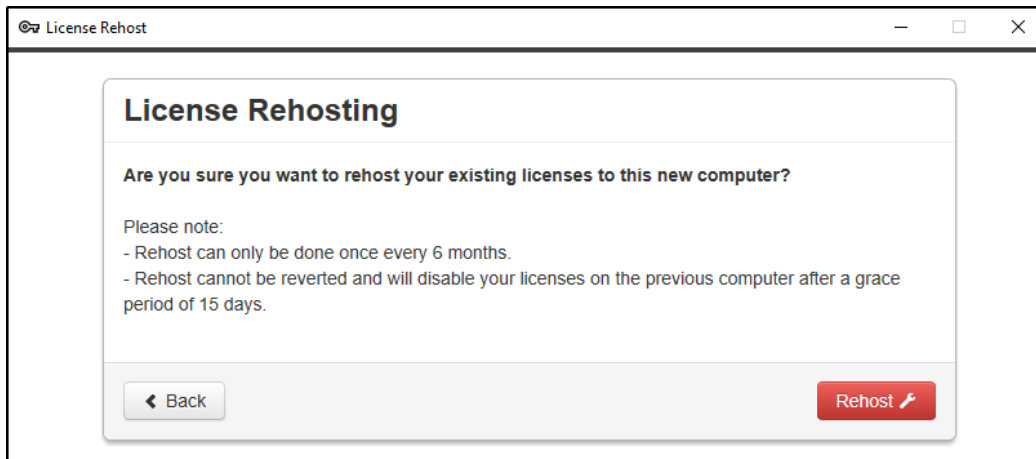 License Rehost
License Rehosting
Are you sure you want to rehost your existing licenses to this new computer?
Please note:
- Rehost can only be done once every 6 months.
- Rehost cannot be reverted and will disable your licenses on the previous computer after a grace
period of 15 days.
Back
Rehost